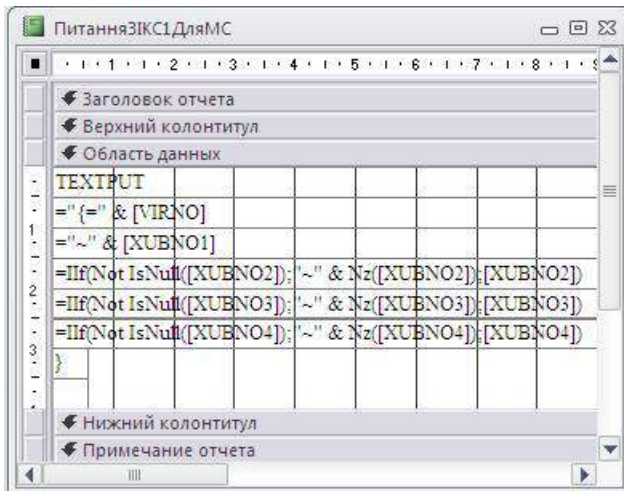 ПитанняЗІКС1ДляМС
1 2 3 4 5 6 7 8 9
Заголовок отчета
Верхний колонтитул
Область данных
TEXTPUT
="{=" & [VIRNO]
="~" & [XUBNO1]
=IIf(Not IsNull([XUBNO2]);"~" & Nz([XUBNO2]);[XUBNO2])
=IIf(Not IsNull([XUBNO3]);"~" & Nz([XUBNO3]);[XUBNO3])
=IIf(Not IsNull([XUBNO4]);"~" & Nz([XUBNO4]);[XUBNO4])
}
1
2
3
Нижний колонтитул
Примечание отчета